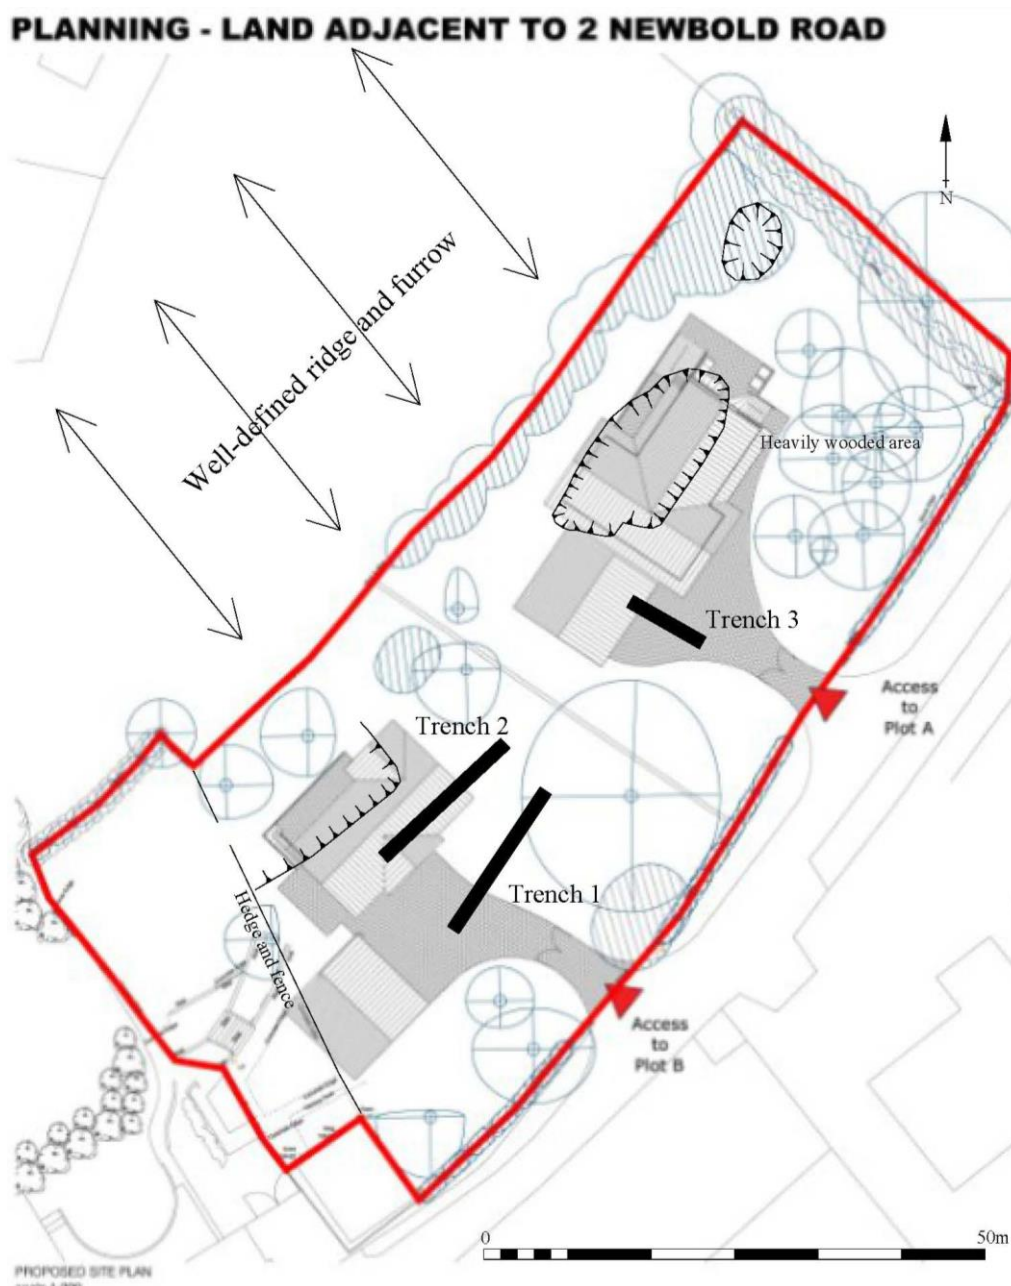 PLANNING - LAND ADJACENT TO 2 NEWBOLD ROAD
N
Well-defined ridge and furrow
Heavily wooded area
Trench 3
Access
to
Plot A
Trench 2
Trench 1
Hedge and fence
Access
to
Plot B
0 50m
PROPOSED SITE PLAN